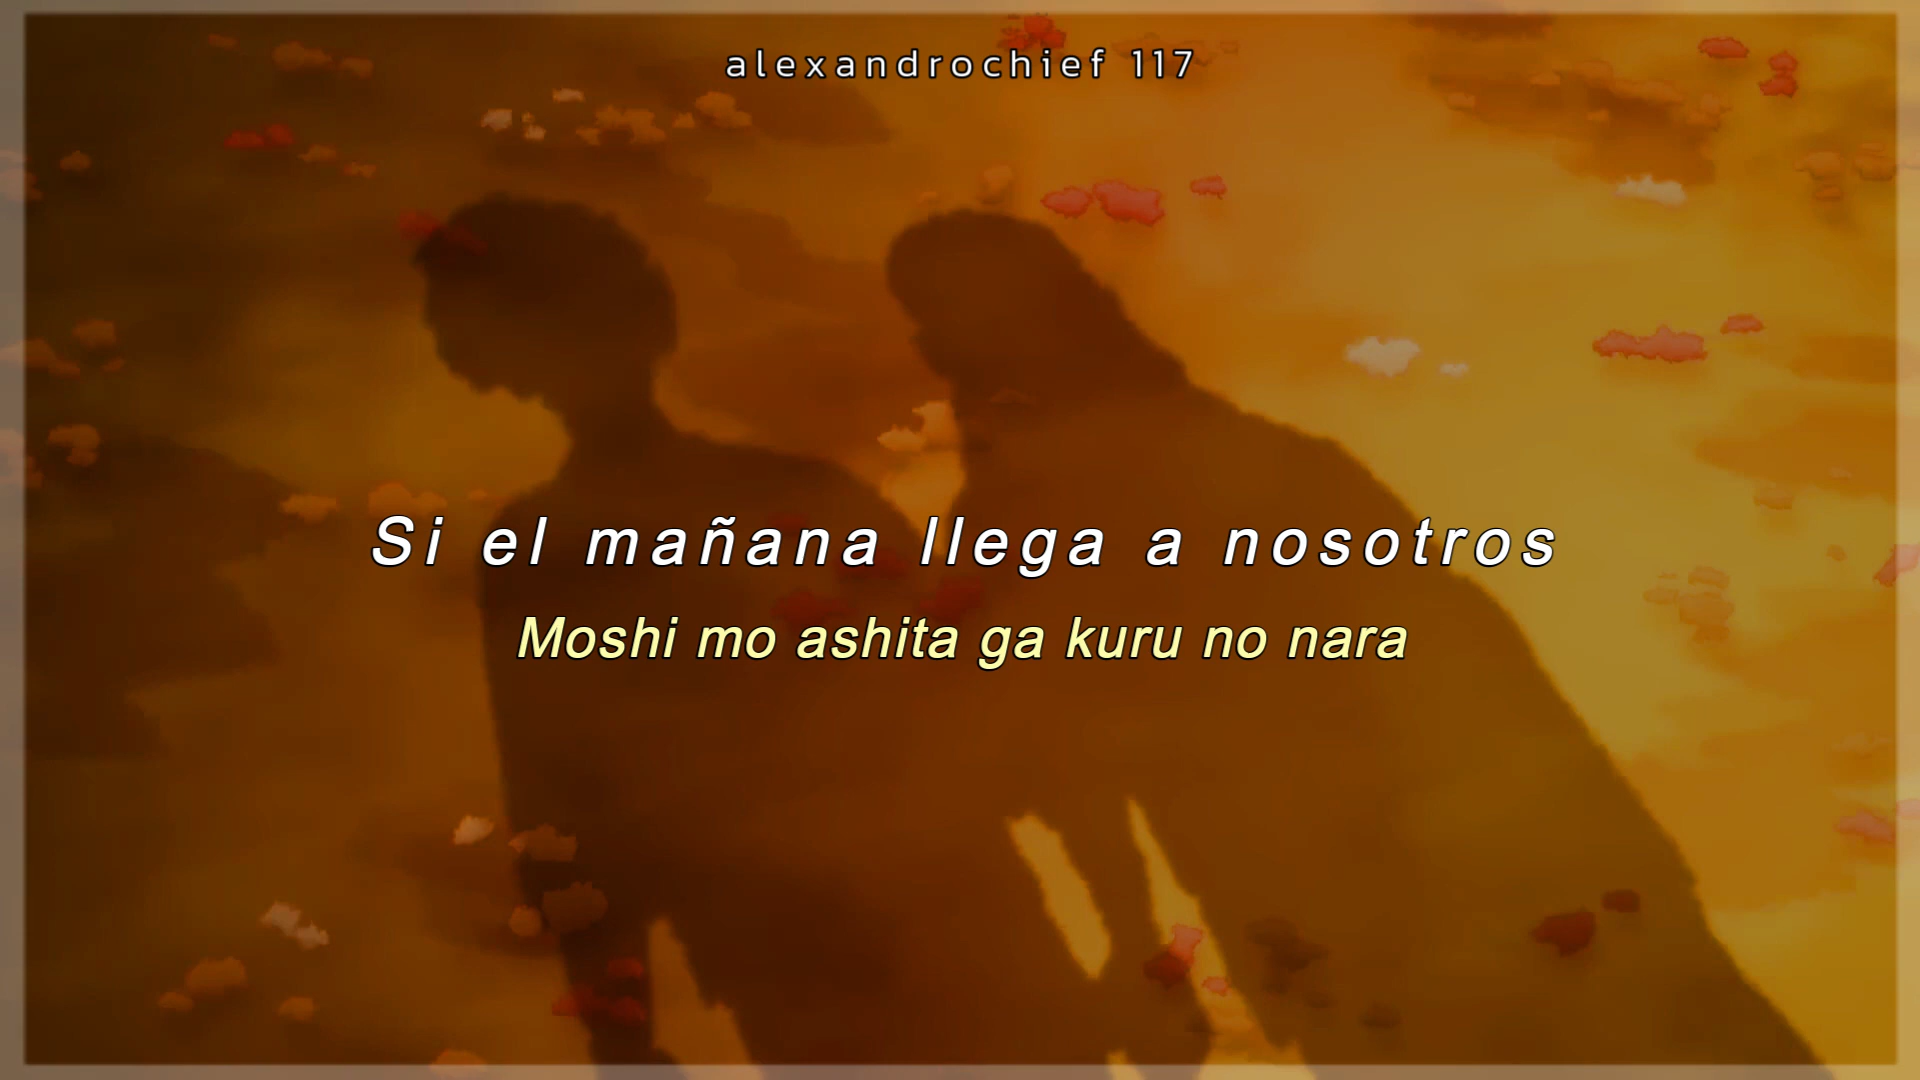 alexandrochief 117
Si el mañana llega a nosotros
Moshi mo ashita ga kuru no nara